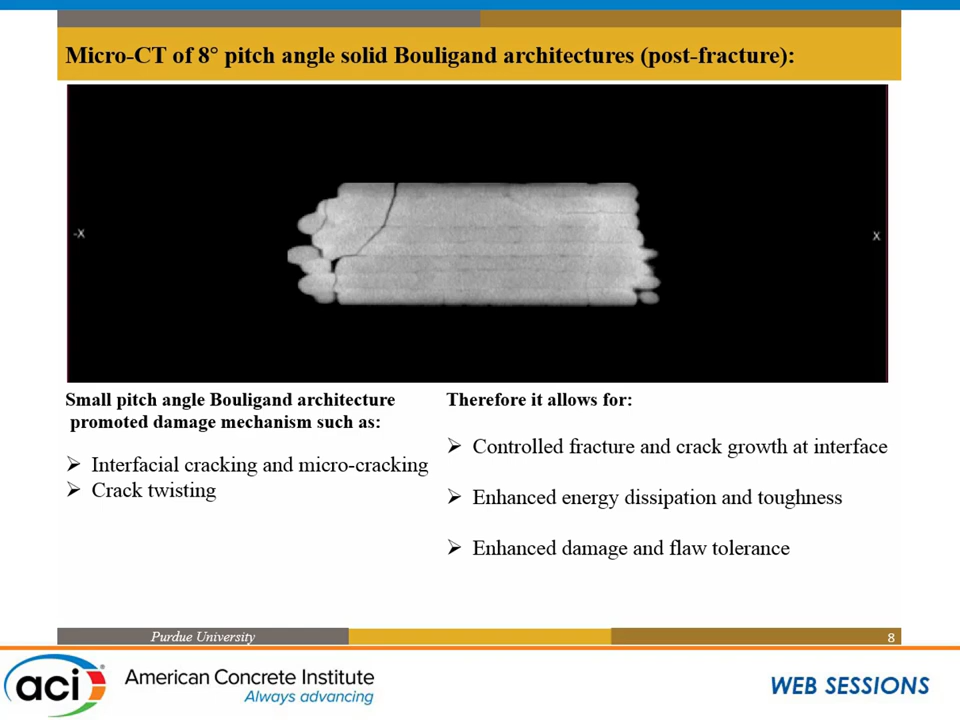 Micro-CT of 8° pitch angle solid Bouligand architectures (post-fracture):
-X
X
Small pitch angle Bouligand architecture
promoted damage mechanism such as:
➢ Interfacial cracking and micro-cracking
➢ Crack twisting
Therefore it allows for:
➢ Controlled fracture and crack growth at interface
➢ Enhanced energy dissipation and toughness
➢ Enhanced damage and flaw tolerance
Purdue University
8
aci®
American Concrete Institute
Always advancing
WEB SESSIONS